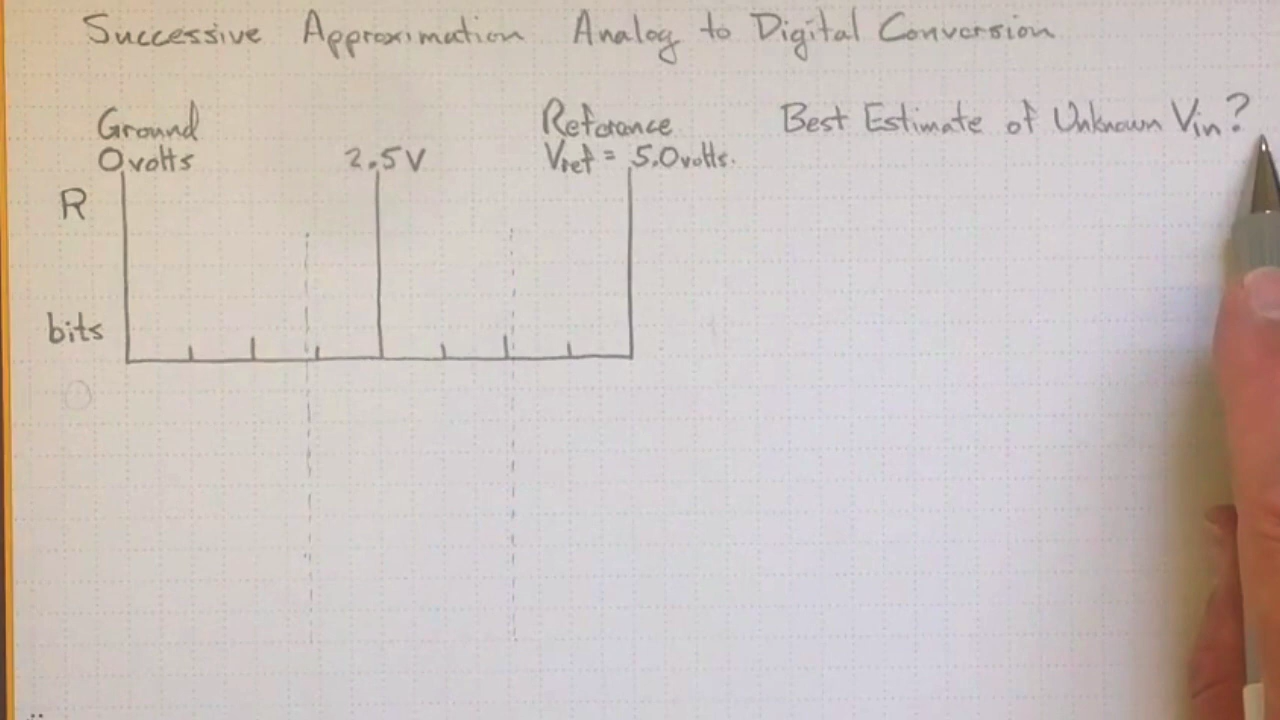 Successive Approximation Analog to Digital Conversion
Ground Reference Best Estimate of Unknown Vin?
0 volts 2.5V Vref = 5.0 volts.
R
bits
0